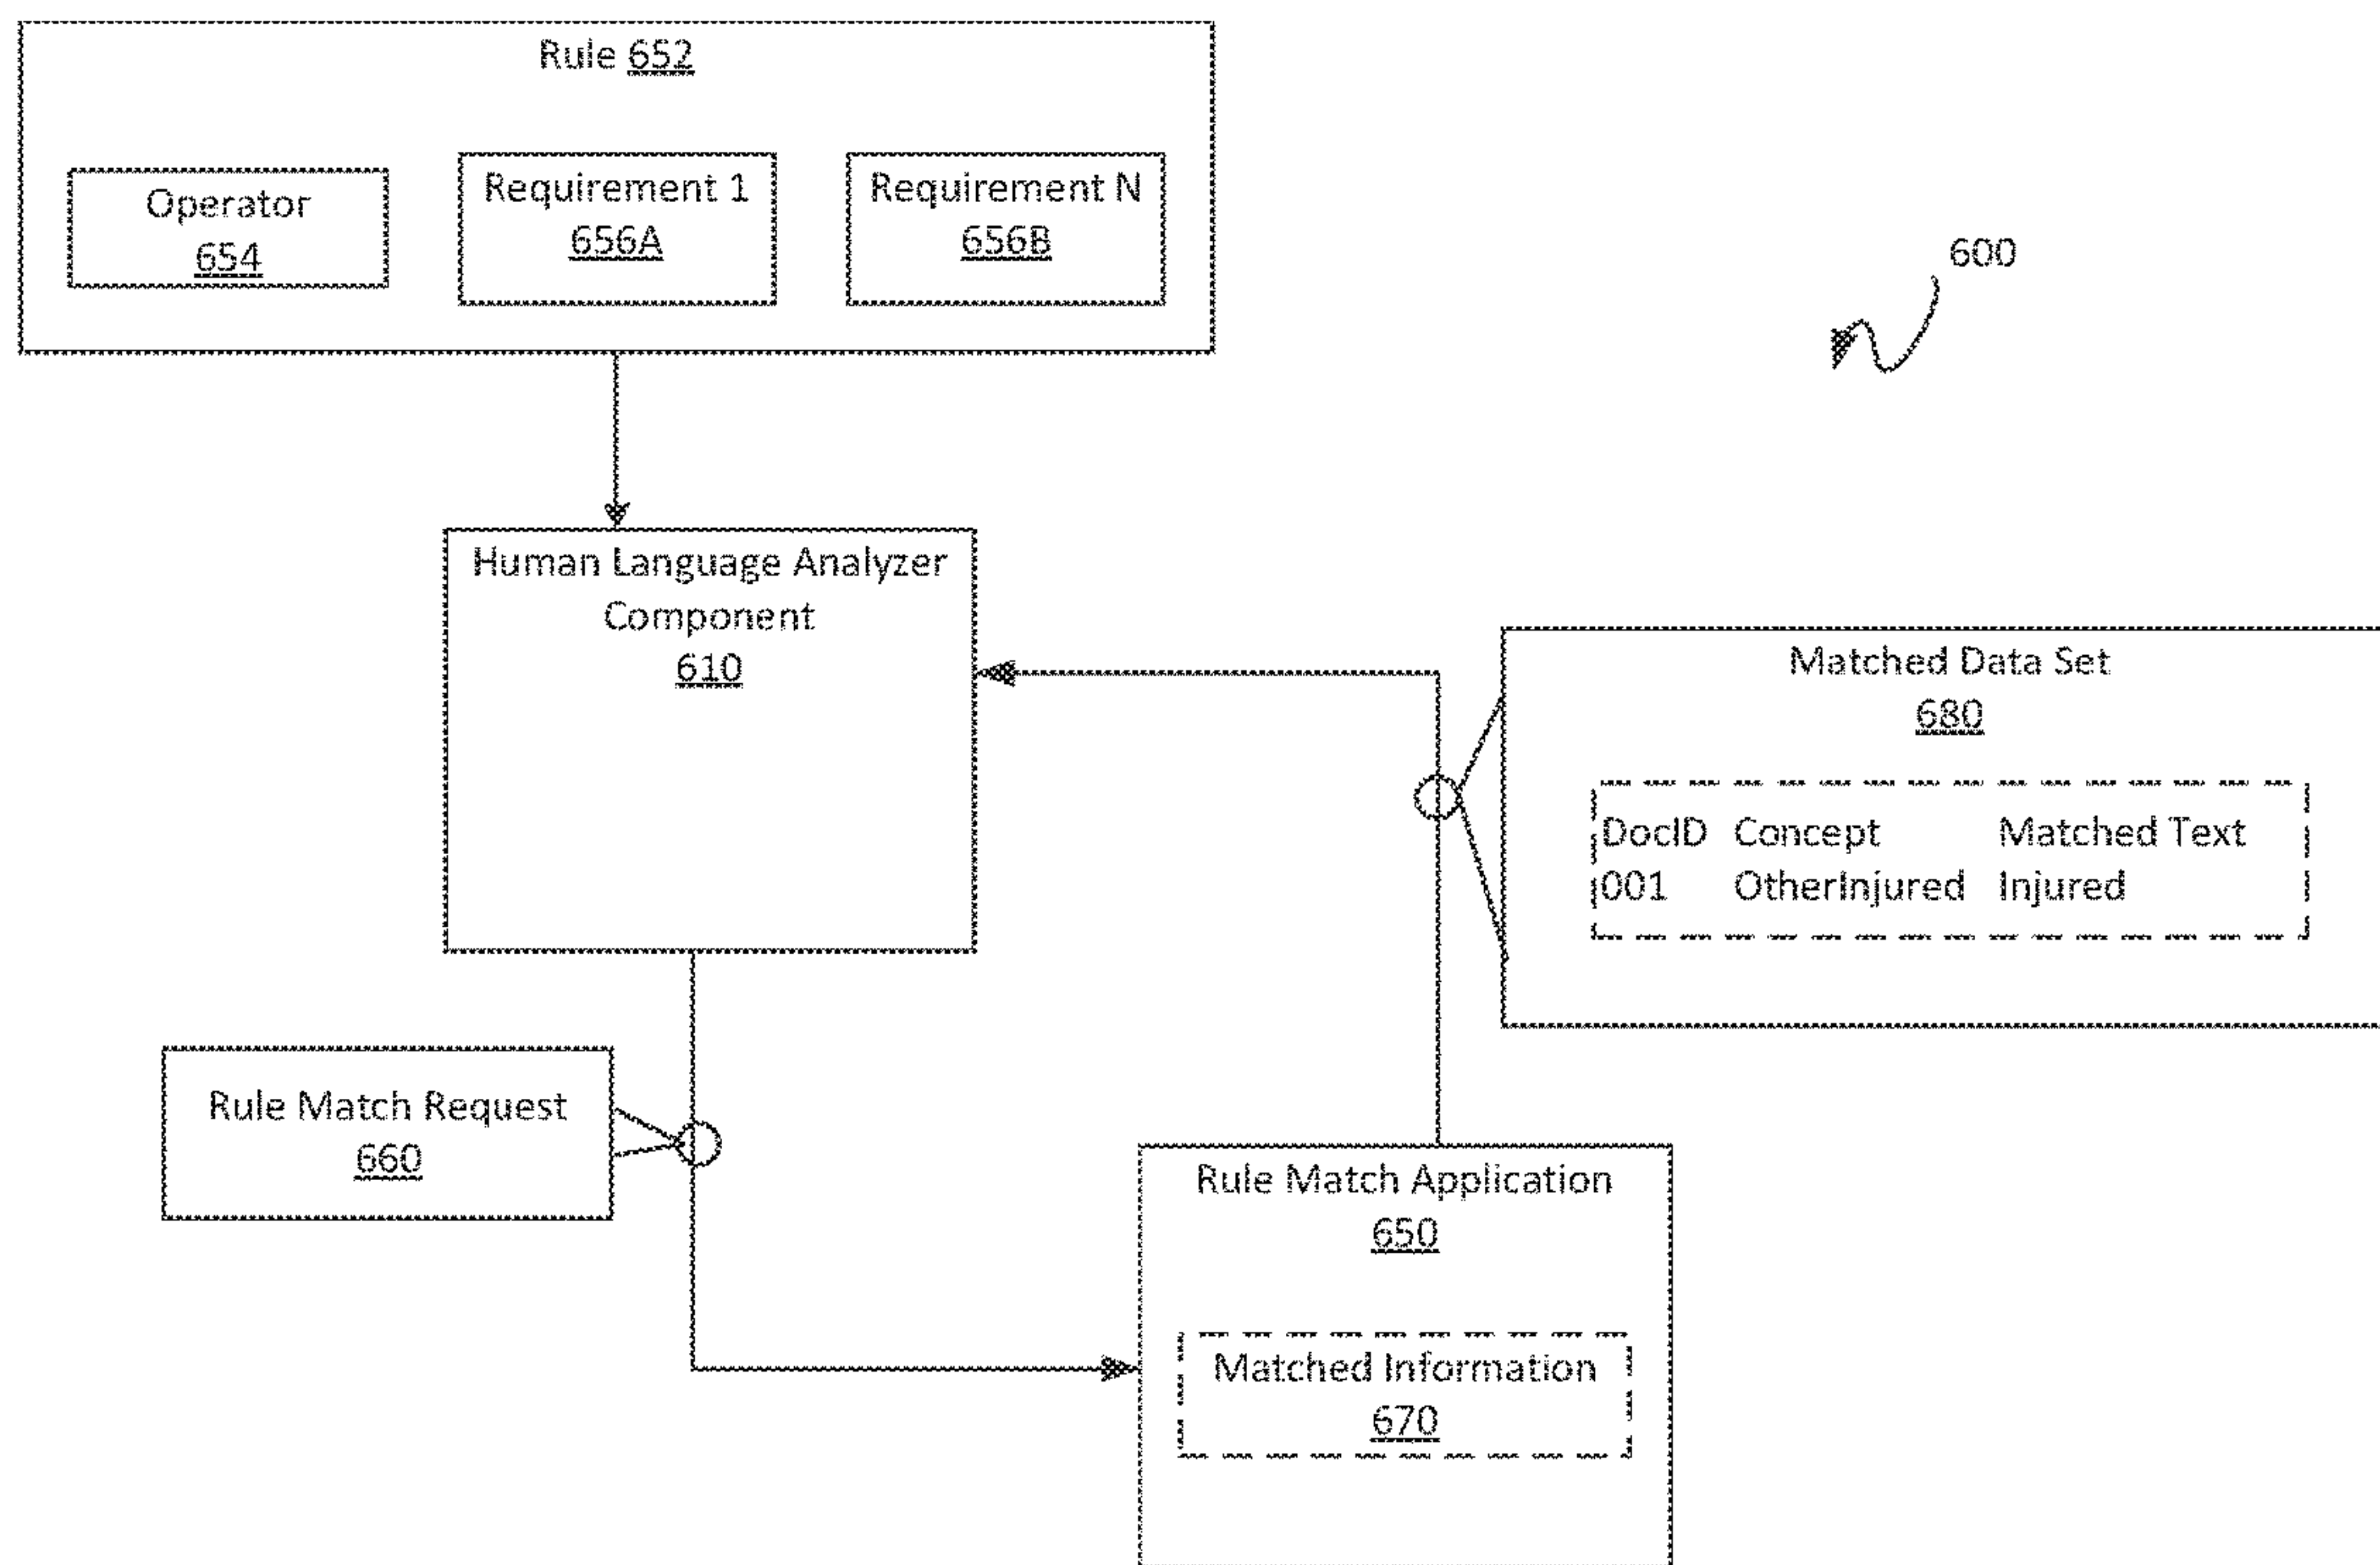 Rule 652
Operator
654
Requirement 1
656A
Requirement N
656B
600
Human Language Analyzer
Component
610
Matched Data Set
680
DocID Concept Matched Text
001 OtherInjured Injured
Rule Match Request
660
Rule Match Application
650
Matched Information
670